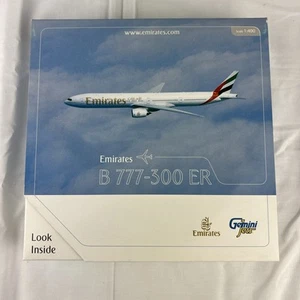 www.emirates.com
Emirates
Emirates
B 777-300 ER
Look
Inside
Emirates
Gemini
Jets